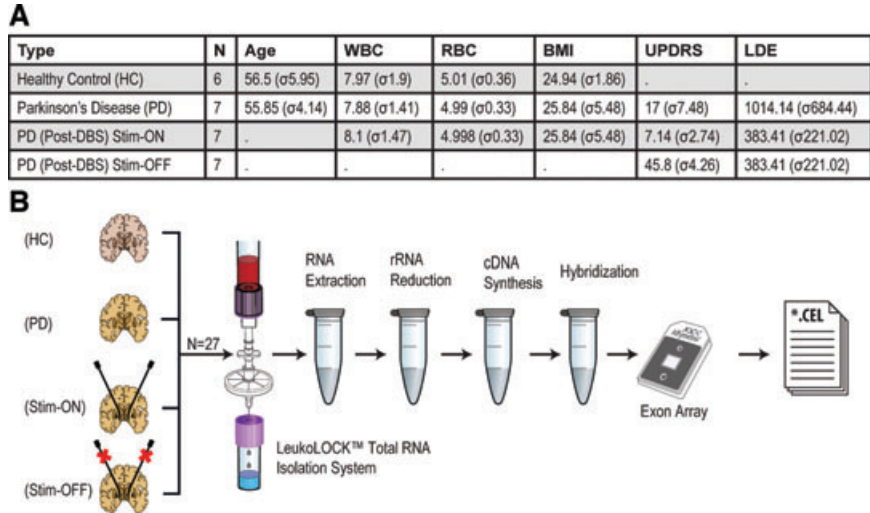 A
Type N Age WBC RBC BMI UPDRS LDE
Healthy Control (HC) 6 56.5 (σ5.95) 7.97 (σ1.9) 5.01 (σ0.36) 24.94 (σ1.86) . .
Parkinson's Disease (PD) 7 55.85 (σ4.14) 7.88 (σ1.41) 4.99 (σ0.33) 25.84 (σ5.48) 17 (σ7.48) 1014.14 (σ684.44)
PD (Post-DBS) Stim-ON 7 . 8.1 (σ1.47) 4.998 (σ0.33) 25.84 (σ5.48) 7.14 (σ2.74) 383.41 (σ221.02)
PD (Post-DBS) Stim-OFF 7 . . . . 45.8 (σ4.26) 383.41 (σ221.02)
B
(HC)
(PD)
(Stim-ON)
(Stim-OFF)
N=27
LeukoLOCK™ Total RNA
Isolation System
RNA
Extraction
rRNA
Reduction
cDNA
Synthesis
Hybridization
Exon Array
*.CEL